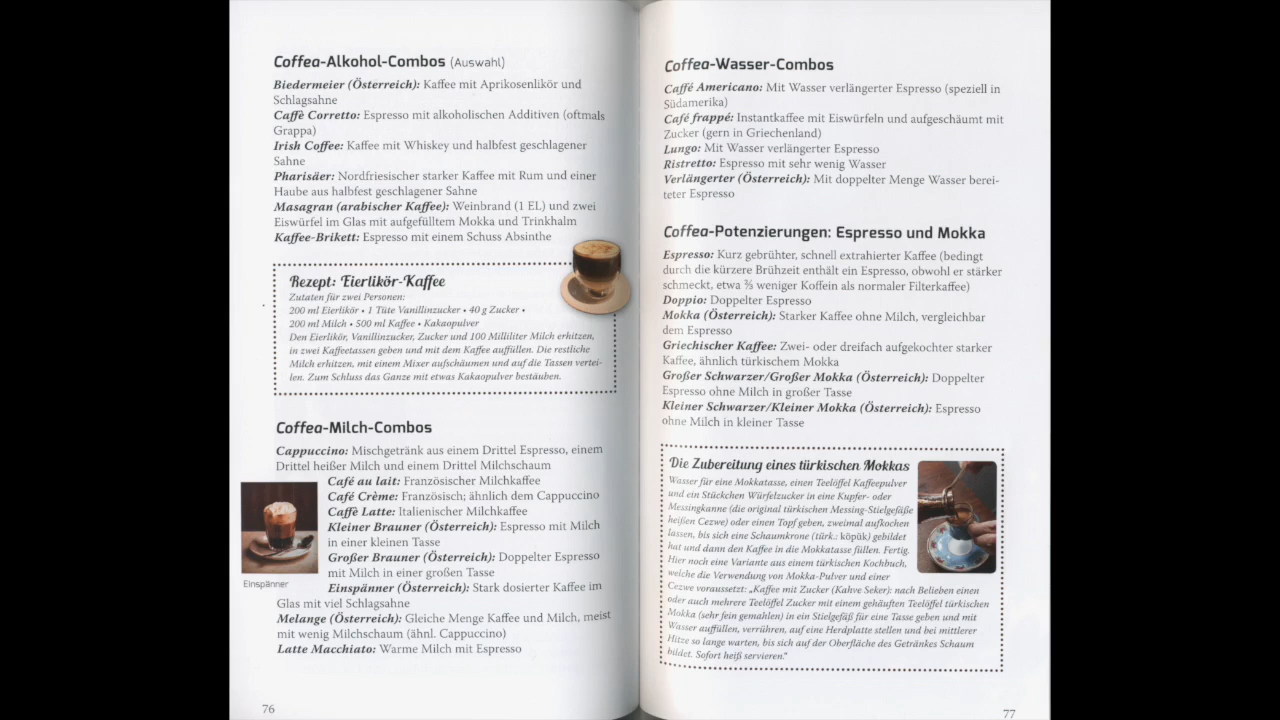 Coffea-Alkohol-Combos (Auswahl)
Biedermeier (Österreich): Kaffee mit Aprikosenlikör und
Schlagsahne
Caffè Corretto: Espresso mit alkoholischen Additiven (oftmals
Grappa)
Irish Coffee: Kaffee mit Whiskey und halbfest geschlagener
Sahne
Pharisäer: Nordfriesischer starker Kaffee mit Rum und einer
Haube aus halbfest geschlagener Sahne
Masagran (arabischer Kaffee): Weinbrand (1 EL) und zwei
Eiswürfel im Glas mit aufgefülltem Mokka und Trinkhalm
Kaffee-Brikett: Espresso mit einem Schuss Absinthe
Rezept: Eierlikör-Kaffee
Zutaten für zwei Personen:
200 ml Eierlikör • 1 Tüte Vanillinzucker • 40 g Zucker •
200 ml Milch • 500 ml Kaffee • Kakaopulver
Den Eierlikör, Vanillinzucker, Zucker und 100 Milliliter Milch erhitzen,
in zwei Kaffeetassen geben und mit dem Kaffee auffüllen. Die restliche
Milch erhitzen, mit einem Mixer aufschäumen und auf die Tassen vertei-
len. Zum Schluss das Ganze mit etwas Kakaopulver bestäuben.
Coffea-Milch-Combos
Cappuccino: Mischgetränk aus einem Drittel Espresso, einem
Drittel heißer Milch und einem Drittel Milchschaum
Café au lait: Französischer Milchkaffee
Café Crème: Französisch; ähnlich dem Cappuccino
Caffè Latte: Italienischer Milchkaffee
Kleiner Brauner (Österreich): Espresso mit Milch
in einer kleinen Tasse
Großer Brauner (Österreich): Doppelter Espresso
mit Milch in einer großen Tasse
Einspänner
Einspänner (Österreich): Stark dosierter Kaffee im
Glas mit viel Schlagsahne
Melange (Österreich): Gleiche Menge Kaffee und Milch, meist
mit wenig Milchschaum (ähnl. Cappuccino)
Latte Macchiato: Warme Milch mit Espresso
76
Coffea-Wasser-Combos
Caffé Americano: Mit Wasser verlängerter Espresso (speziell in
Südamerika)
Café frappé: Instantkaffee mit Eiswürfeln und aufgeschäumt mit
Zucker (gern in Griechenland)
Lungo: Mit Wasser verlängerter Espresso
Ristretto: Espresso mit sehr wenig Wasser
Verlängerter (Österreich): Mit doppelter Menge Wasser berei-
teter Espresso
Coffea-Potenzierungen: Espresso und Mokka
Espresso: Kurz gebrühter, schnell extrahierter Kaffee (bedingt
durch die kürzere Brühzeit enthält ein Espresso, obwohl er stärker
schmeckt, etwa ⅔ weniger Koffein als normaler Filterkaffee)
Doppio: Doppelter Espresso
Mokka (Österreich): Starker Kaffee ohne Milch, vergleichbar
dem Espresso
Griechischer Kaffee: Zwei- oder dreifach aufgekochter starker
Kaffee, ähnlich türkischem Mokka
Großer Schwarzer/Großer Mokka (Österreich): Doppelter
Espresso ohne Milch in großer Tasse
Kleiner Schwarzer/Kleiner Mokka (Österreich): Espresso
ohne Milch in kleiner Tasse
Die Zubereitung eines türkischen Mokkas
Wasser für eine Mokkatasse, einen Teelöffel Kaffeepulver
und ein Stückchen Würfelzucker in eine Kupfer- oder
Messingkanne (die original türkischen Messing-Stielgefäße
heißen Cezwe) oder einen Topf geben, zweimal aufkochen
lassen, bis sich eine Schaumkrone (türk.: köpük) gebildet
hat und dann den Kaffee in die Mokkatasse füllen. Fertig.
Hier noch eine Variante aus einem türkischen Kochbuch,
welche die Verwendung von Mokka-Pulver und einer
Cezwe voraussetzt: „Kaffee mit Zucker (Kahve Seker): nach Belieben einen
oder auch mehrere Teelöffel Zucker mit einem gehäuften Teelöffel türkischen
Mokka (sehr fein gemahlen) in ein Stielgefäß für eine Tasse geben und mit
Wasser auffüllen, verrühren, auf eine Herdplatte stellen und bei mittlerer
Hitze so lange warten, bis sich auf der Oberfläche des Getränkes Schaum
bildet. Sofort heiß servieren."
77